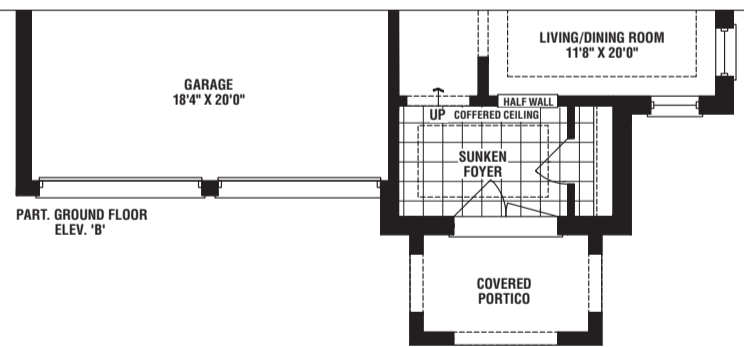 GARAGE
18'4" X 20'0"
LIVING/DINING ROOM
11'8" X 20'0"
HALF WALL
UP
COFFERED CEILING
SUNKEN
FOYER
PART. GROUND FLOOR
ELEV. 'B'
COVERED
PORTICO